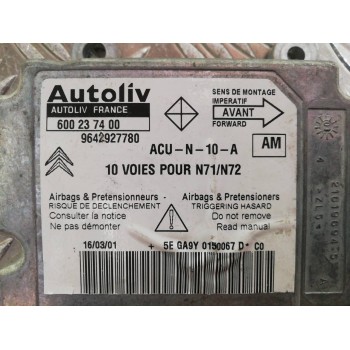 Autoliv
AUTOLIV FRANCE
600 23 74 00
9642927780
SENS DE MONTAGE
IMPERATIF
AVANT
FORWARD
ACU-N-10-A
AM
10 VOIES POUR N71/N72
Airbags & Pretensionneurs
RISQUE DE DECLENCHEMENT
Consulter la notice
Ne pas démonter
Airbags & Pretensioners
TRIGGERING HASARD
Do not remove
Read manual
16/03/01 + 5E GA9Y 0150067 D* C0